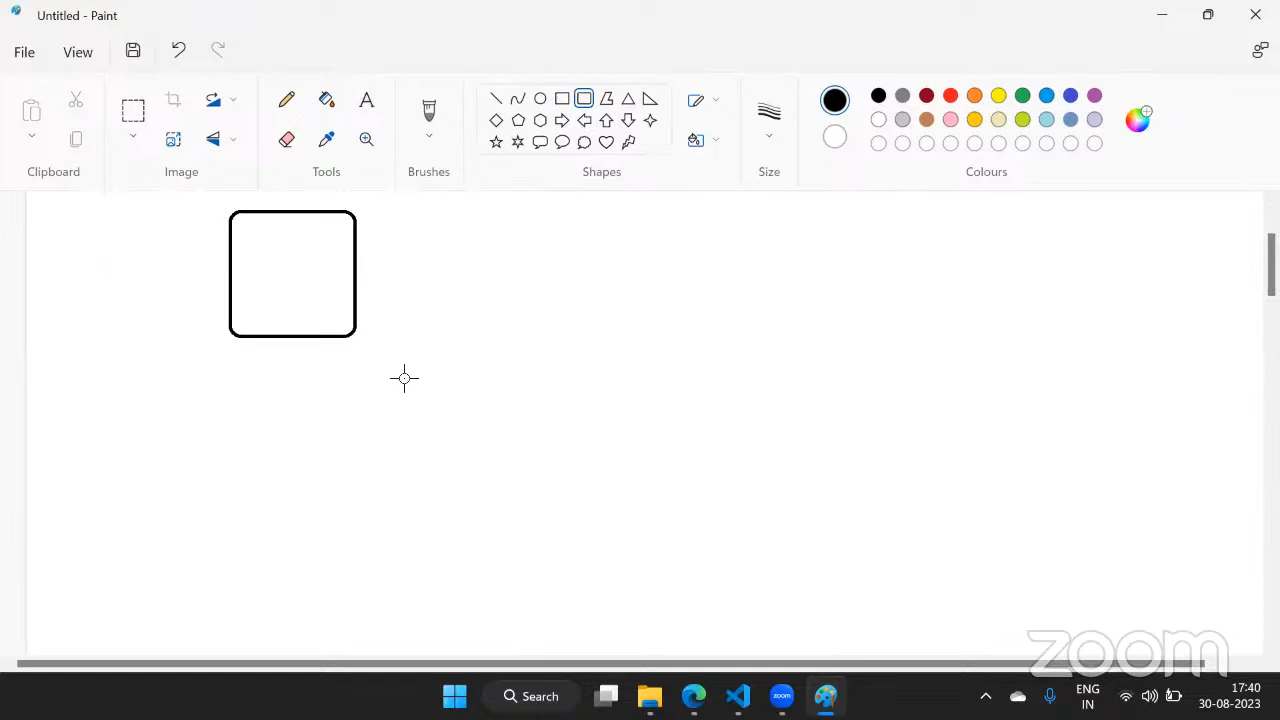 Untitled - Paint
File
View
Clipboard
Image
Tools
Brushes
Shapes
Size
Colours
zoom
Search
zoom
ENG
IN
17:40
30-08-2023